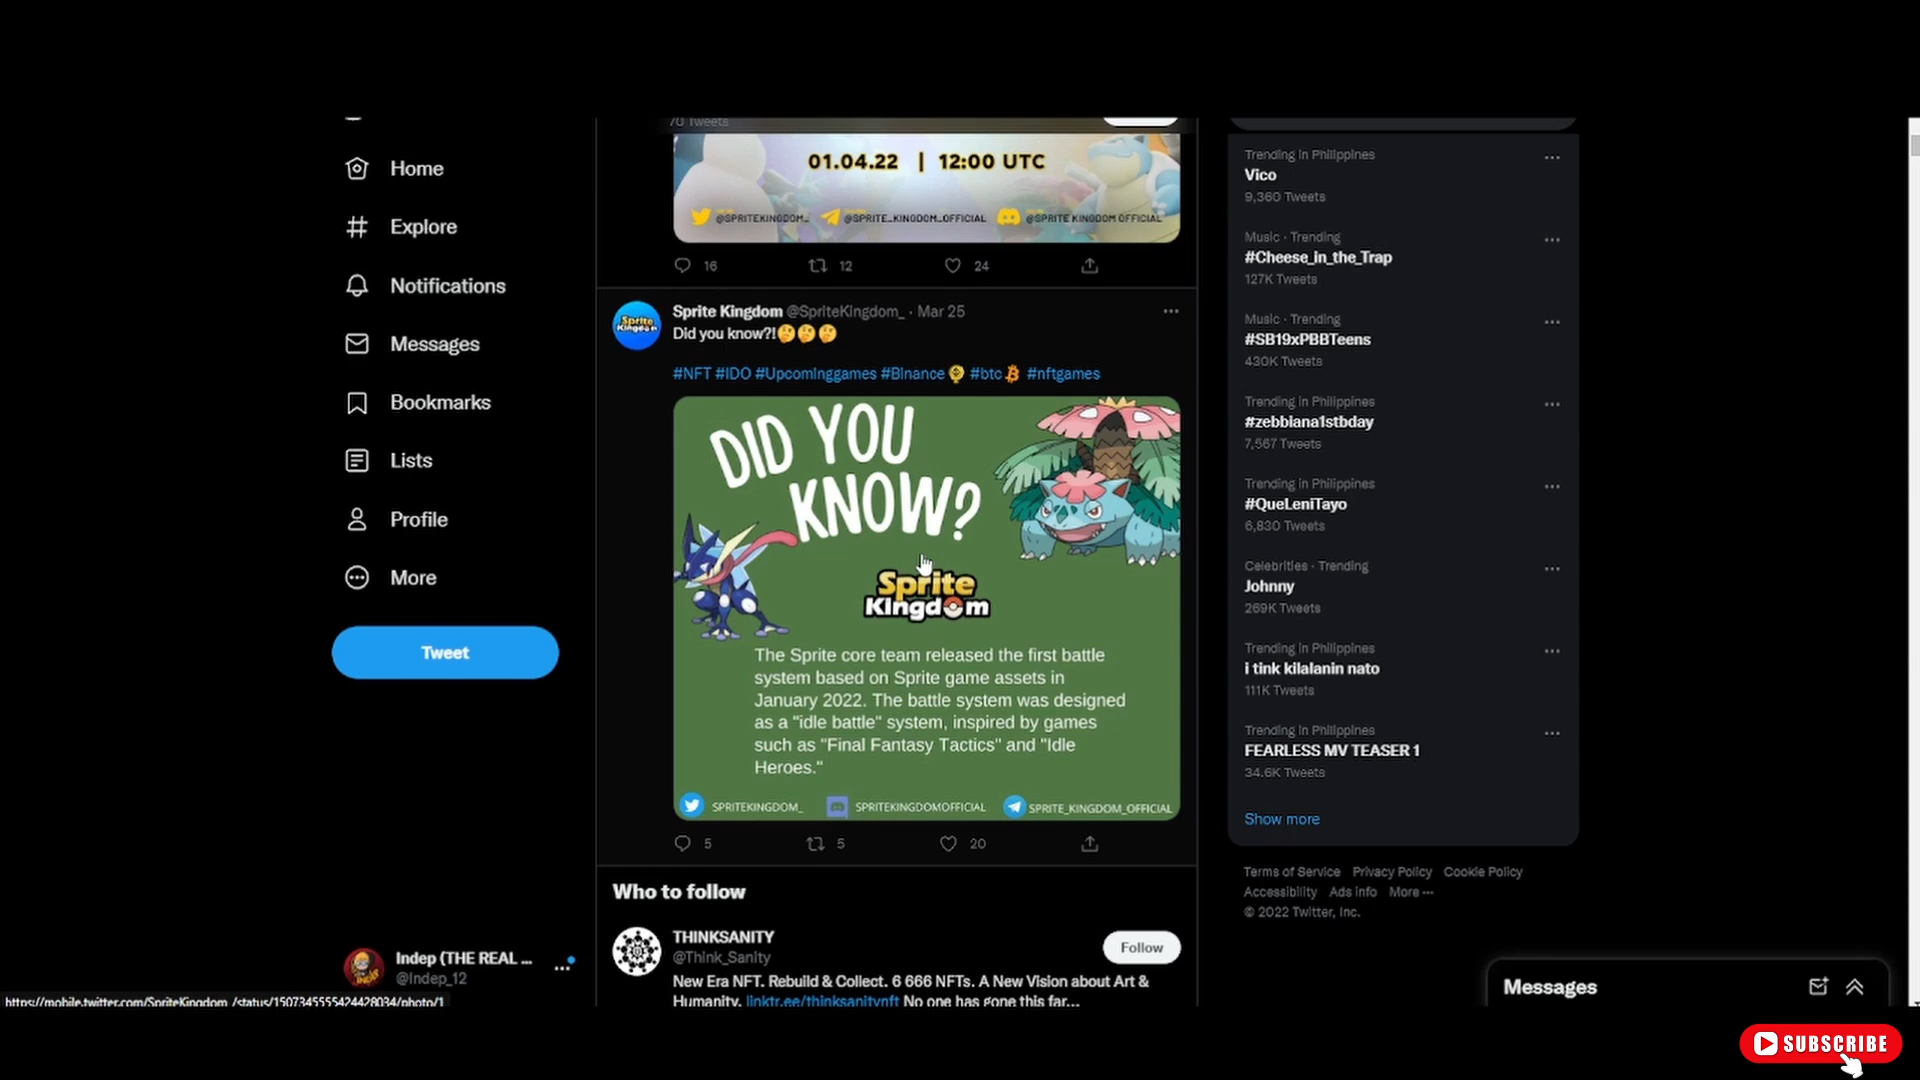 Home
Explore
Notifications
Messages
Bookmarks
Lists
Profile
More
Tweet
Indep (THE REAL ...
@Indep_12
https://mobile.twitter.com/SpriteKingdom_/status/1507345555424428034/photo/1
70 Tweets
01.04.22 | 12:00 UTC
@SPRITEKINGDOM_ @SPRITE_KINGDOM_OFFICIAL @SPRITE KINGDOM OFFICIAL
16 12 24
Sprite Kingdom @SpriteKingdom_ · Mar 25
Did you know?!🤔🤔🤔
#NFT #IDO #Upcominggames #Binance #btc #nftgames
DID YOU
KNOW?
Sprite
Kingdom
The Sprite core team released the first battle
system based on Sprite game assets in
January 2022. The battle system was designed
as a "idle battle" system, inspired by games
such as "Final Fantasy Tactics" and "Idle
Heroes."
SPRITEKINGDOM_ SPRITEKINGDOMOFFICIAL SPRITE_KINGDOM_OFFICIAL
5 5 20
Who to follow
THINKSANITY
@Think_Sanity
Follow
New Era NFT. Rebuild & Collect. 6 666 NFTs. A New Vision about Art &
Humanity. linktr.ee/thinksanitynft No one has gone this far...
Trending in Philippines
Vico
9,360 Tweets
Music · Trending
#Cheese_in_the_Trap
127K Tweets
Music · Trending
#SB19xPBBTeens
430K Tweets
Trending in Philippines
#zebbiana1stbday
7,567 Tweets
Trending in Philippines
#QueLeniTayo
6,830 Tweets
Celebrities · Trending
Johnny
269K Tweets
Trending in Philippines
i tink kilalanin nato
111K Tweets
Trending in Philippines
FEARLESS MV TEASER 1
34.6K Tweets
Show more
Terms of Service Privacy Policy Cookie Policy
Accessibility Ads info More ···
© 2022 Twitter, Inc.
Messages
SUBSCRIBE